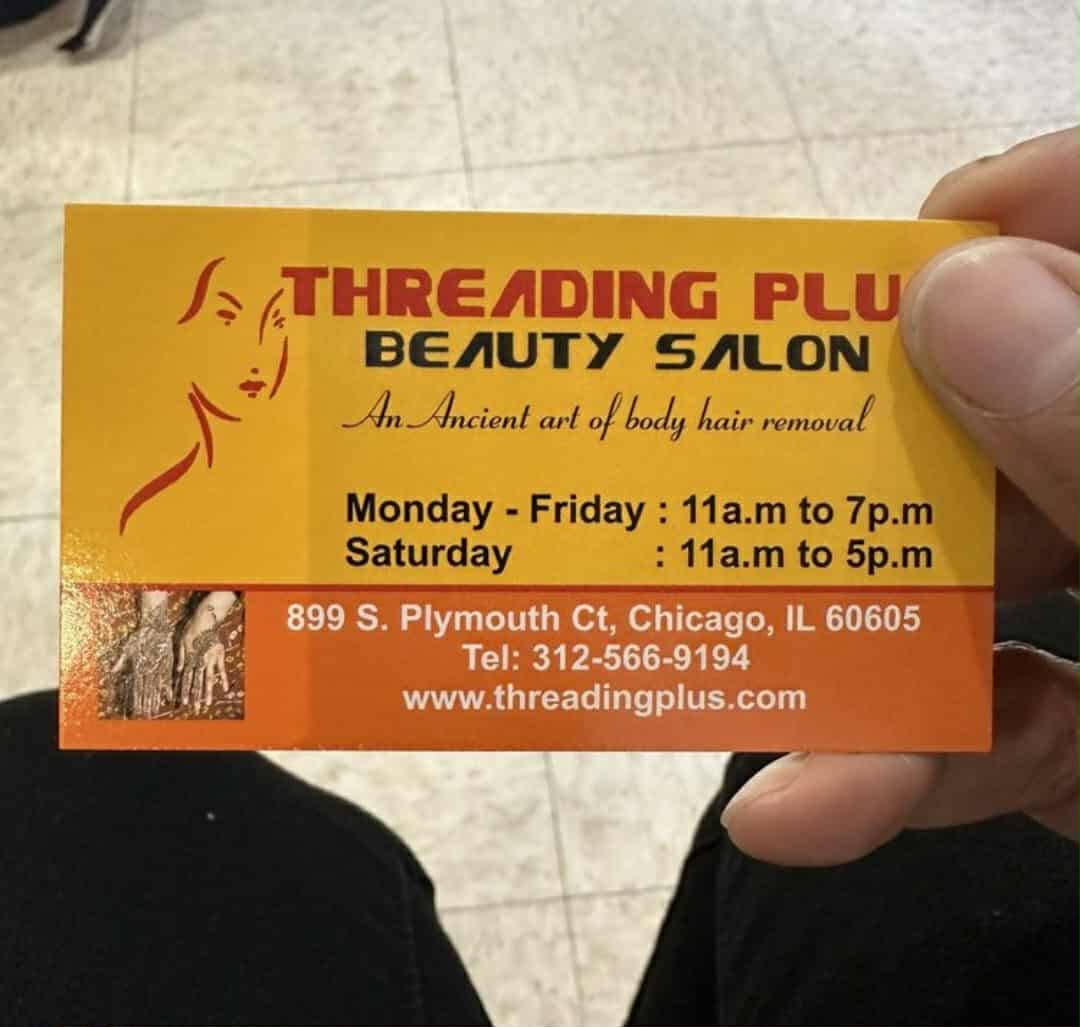 THREADING PLU
BEAUTY SALON
An Ancient art of body hair removal
Monday - Friday : 11a.m to 7p.m
Saturday : 11a.m to 5p.m
899 S. Plymouth Ct, Chicago, IL 60605
Tel: 312-566-9194
www.threadingplus.com